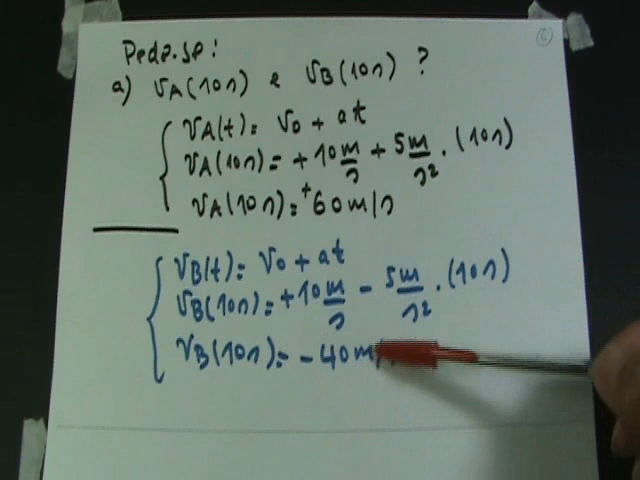 6
Pede.se:
a) VA(10s) e VB(10s) ?
VA(t) = V0 + at
VA(10s) = +10 m/s + 5 m/s² . (10s)
VA(10s) = +60 m/s
VB(t) = V0 + at
VB(10s) = +10 m/s - 5 m/s² . (10s)
VB(10s) = -40 m/